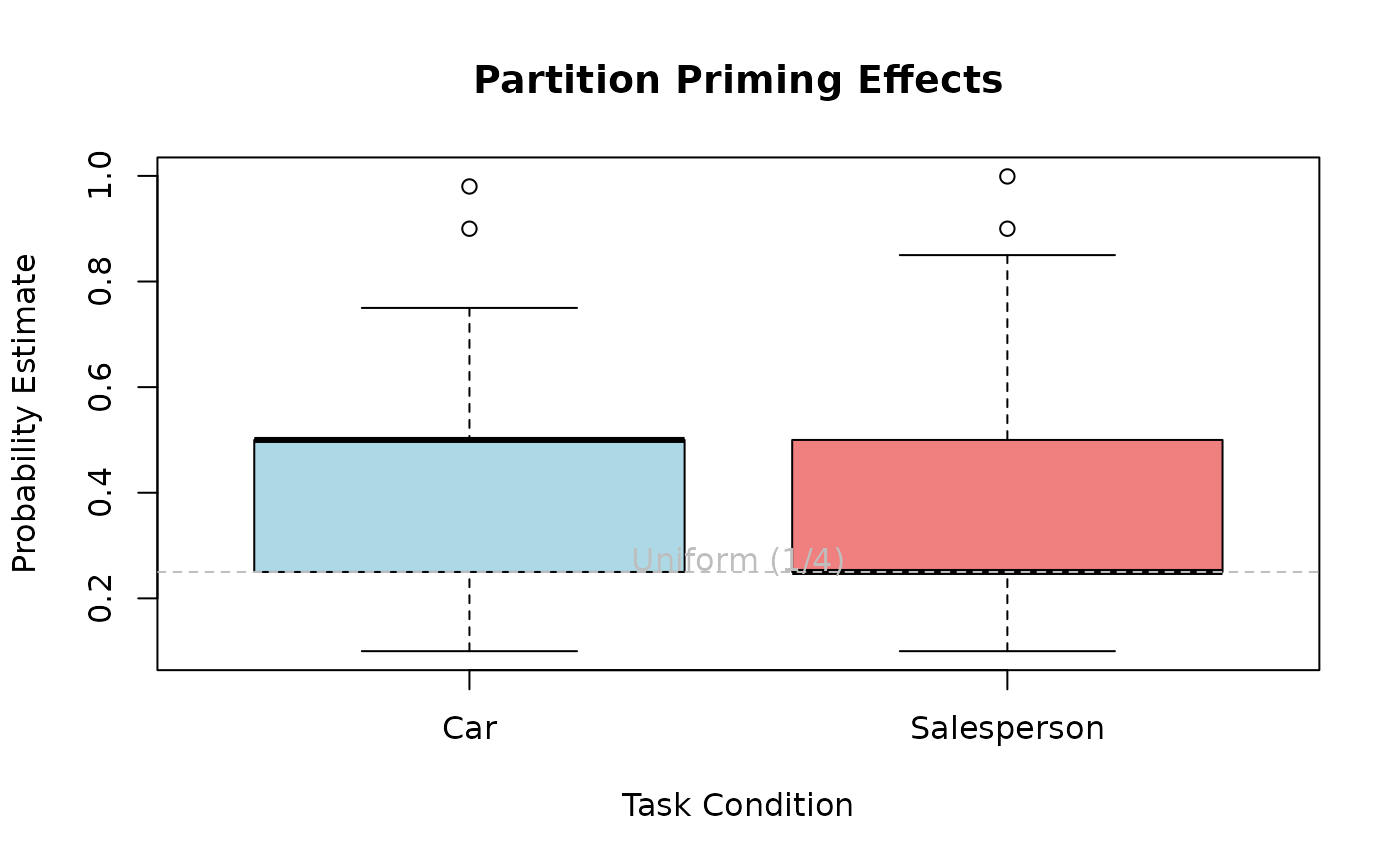 Partition Priming Effects
Probability Estimate
1.0
0.8
0.6
0.4
0.2
Uniform (1/4)
Car
Salesperson
Task Condition